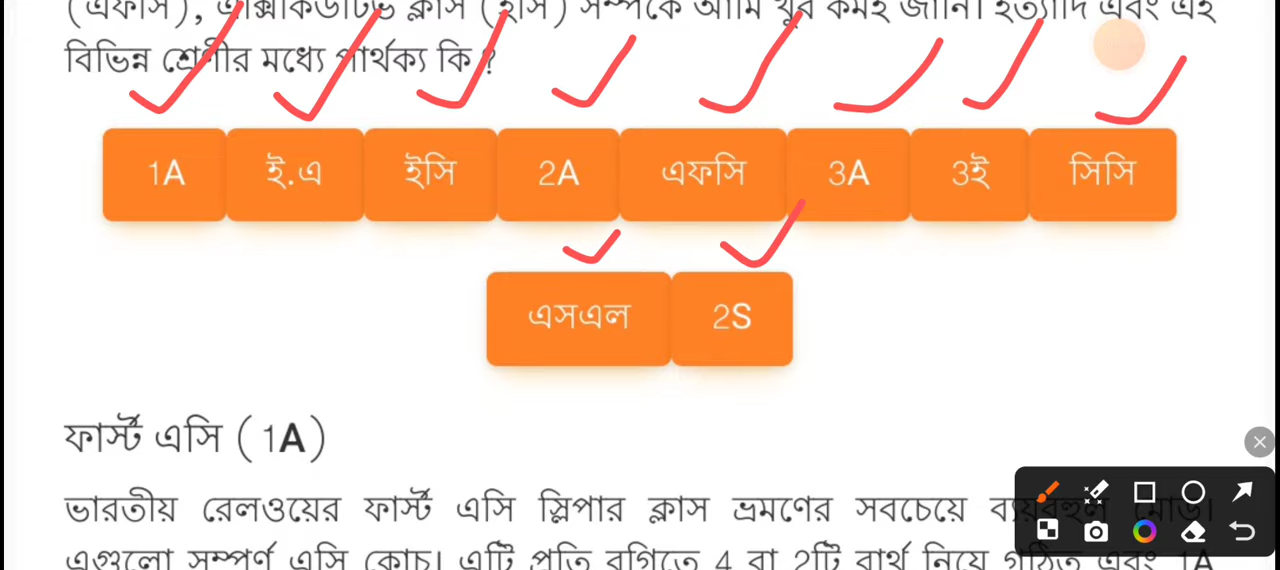 (এফসি), এক্সিকিউটিভ ক্লাস (ইসি) সম্পর্কে আমি খুব কমই জানি। ইত্যাদি এবং এই
বিভিন্ন শ্রেণীর মধ্যে পার্থক্য কি ?
1A ই.এ ইসি 2A এফসি 3A 3ই সিসি
এসএল 2S
ফার্স্ট এসি ( 1A )
ভারতীয় রেলওয়ের ফার্স্ট এসি স্লিপার ক্লাস ভ্রমণের সবচেয়ে ব্যয়বহুল মোড।
এগুলো সম্পূর্ণ এসি কোচ। এটি প্রতি বগিতে 4 বা 2টি বার্থ নিয়ে গঠিত এবং 1A